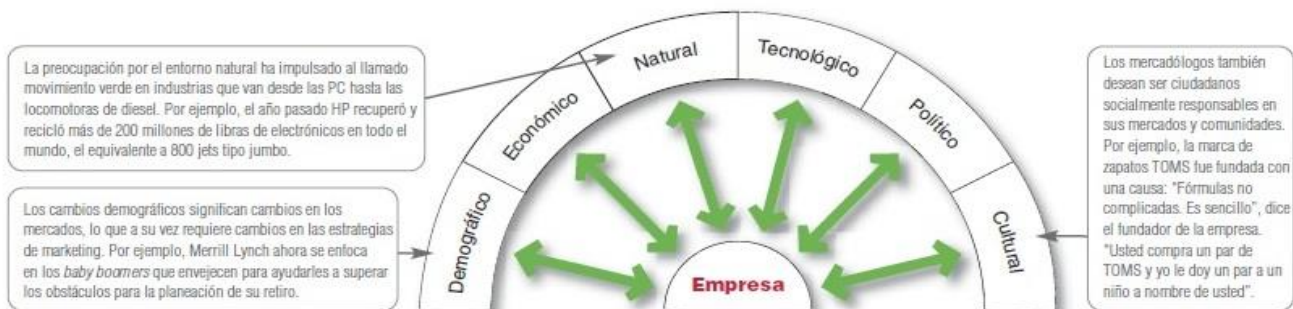 La preocupación por el entorno natural ha impulsado al llamado
movimiento verde en industrias que van desde las PC hasta las
locomotoras de diesel. Por ejemplo, el año pasado HP recuperó y
recicló más de 200 millones de libras de electrónicos en todo el
mundo, el equivalente a 800 jets tipo jumbo.
Los cambios demográficos significan cambios en los
mercados, lo que a su vez requiere cambios en las estrategias
de marketing. Por ejemplo, Merrill Lynch ahora se enfoca
en los baby boomers que envejecen para ayudarles a superar
los obstáculos para la planeación de su retiro.
Demográfico
Económico
Natural
Tecnológico
Político
Cultural
Empresa
Los mercadólogos también
desean ser ciudadanos
socialmente responsables en
sus mercados y comunidades.
Por ejemplo, la marca de
zapatos TOMS fue fundada con
una causa: "Fórmulas no
complicadas. Es sencillo", dice
el fundador de la empresa.
"Usted compra un par de
TOMS y yo le doy un par a un
niño a nombre de usted".